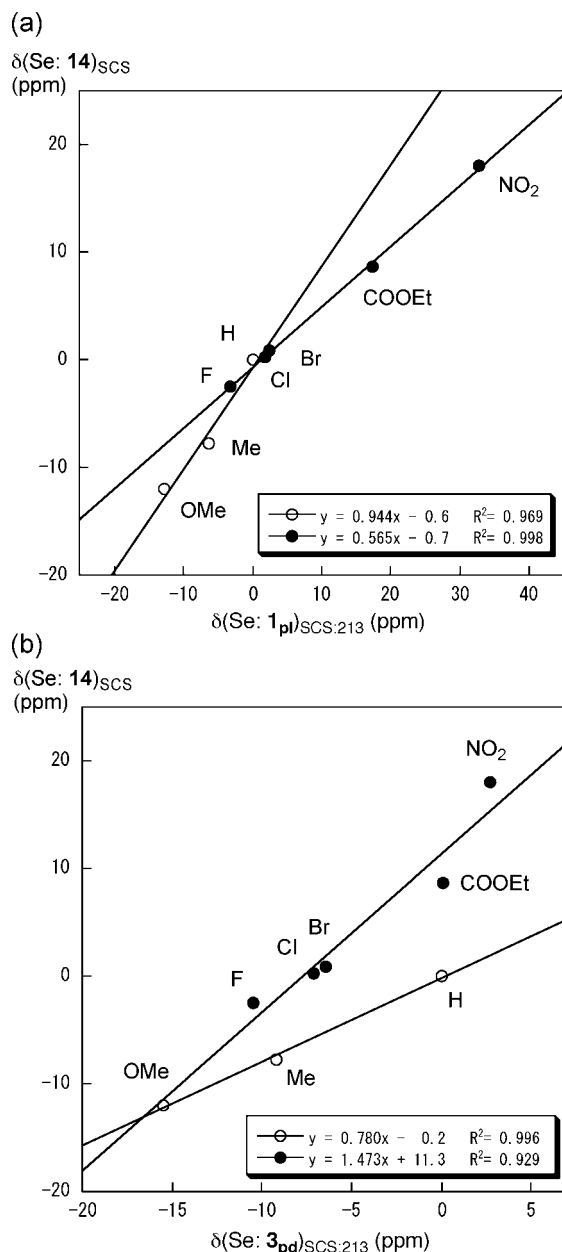 (a)
δ(Se: 14)SCS
(ppm)
20
10
0
−10
−20
NO2
COOEt
H
Br
F
Cl
Me
OMe
y = 0.944x − 0.6 R2= 0.969
y = 0.565x − 0.7 R2= 0.998
−20 −10 0 10 20 30 40
δ(Se: 1pl)SCS:213 (ppm)
(b)
δ(Se: 14)SCS
(ppm)
20
10
0
−10
−20
NO2
COOEt
Br
Cl
F
H
OMe
Me
y = 0.780x − 0.2 R2= 0.996
y = 1.473x + 11.3 R2= 0.929
−20 −15 −10 −5 0 5
δ(Se: 3pd)SCS:213 (ppm)